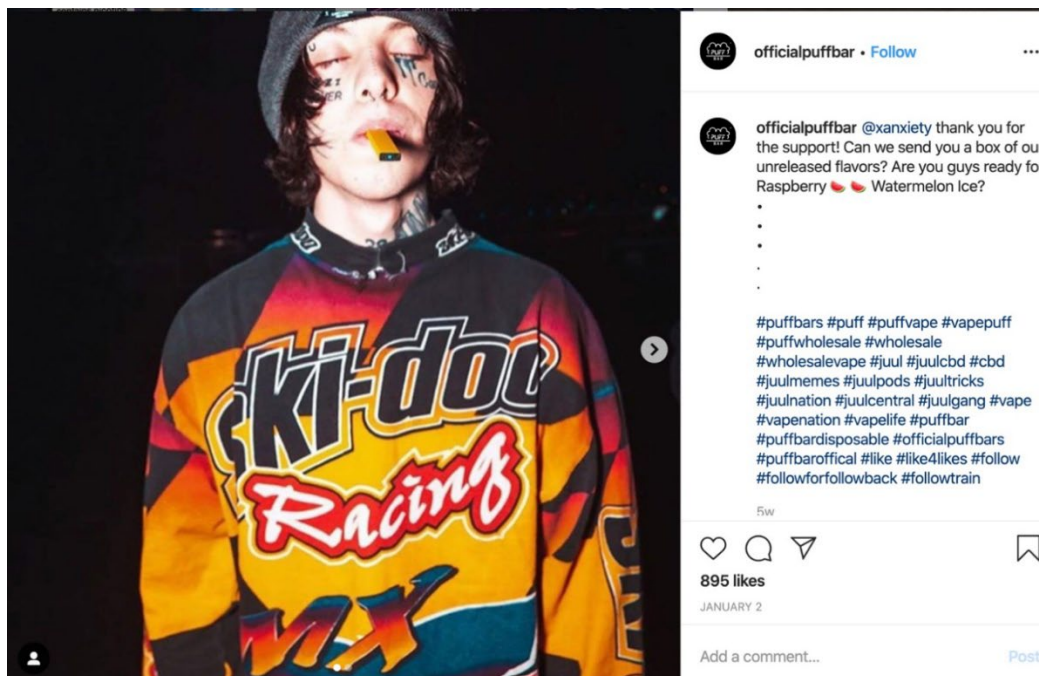 ski-doo
Racing
MX
officialpuffbar • Follow
officialpuffbar @xanxiety thank you for
the support! Can we send you a box of ou
unreleased flavors? Are you guys ready fo
Raspberry 🍉 🍉 Watermelon Ice?
•
•
•
.
.
#puffbars #puff #puffvape #vapepuff
#puffwholesale #wholesale
#wholesalevape #juul #juulcbd #cbd
#juulmemes #juulpods #juultricks
#juulnation #juulcentral #juulgang #vape
#vapenation #vapelife #puffbar
#puffbardisposable #officialpuffbars
#puffbaroffical #like #like4likes #follow
#followforfollowback #followtrain
5w
895 likes
JANUARY 2
Add a comment...
Post